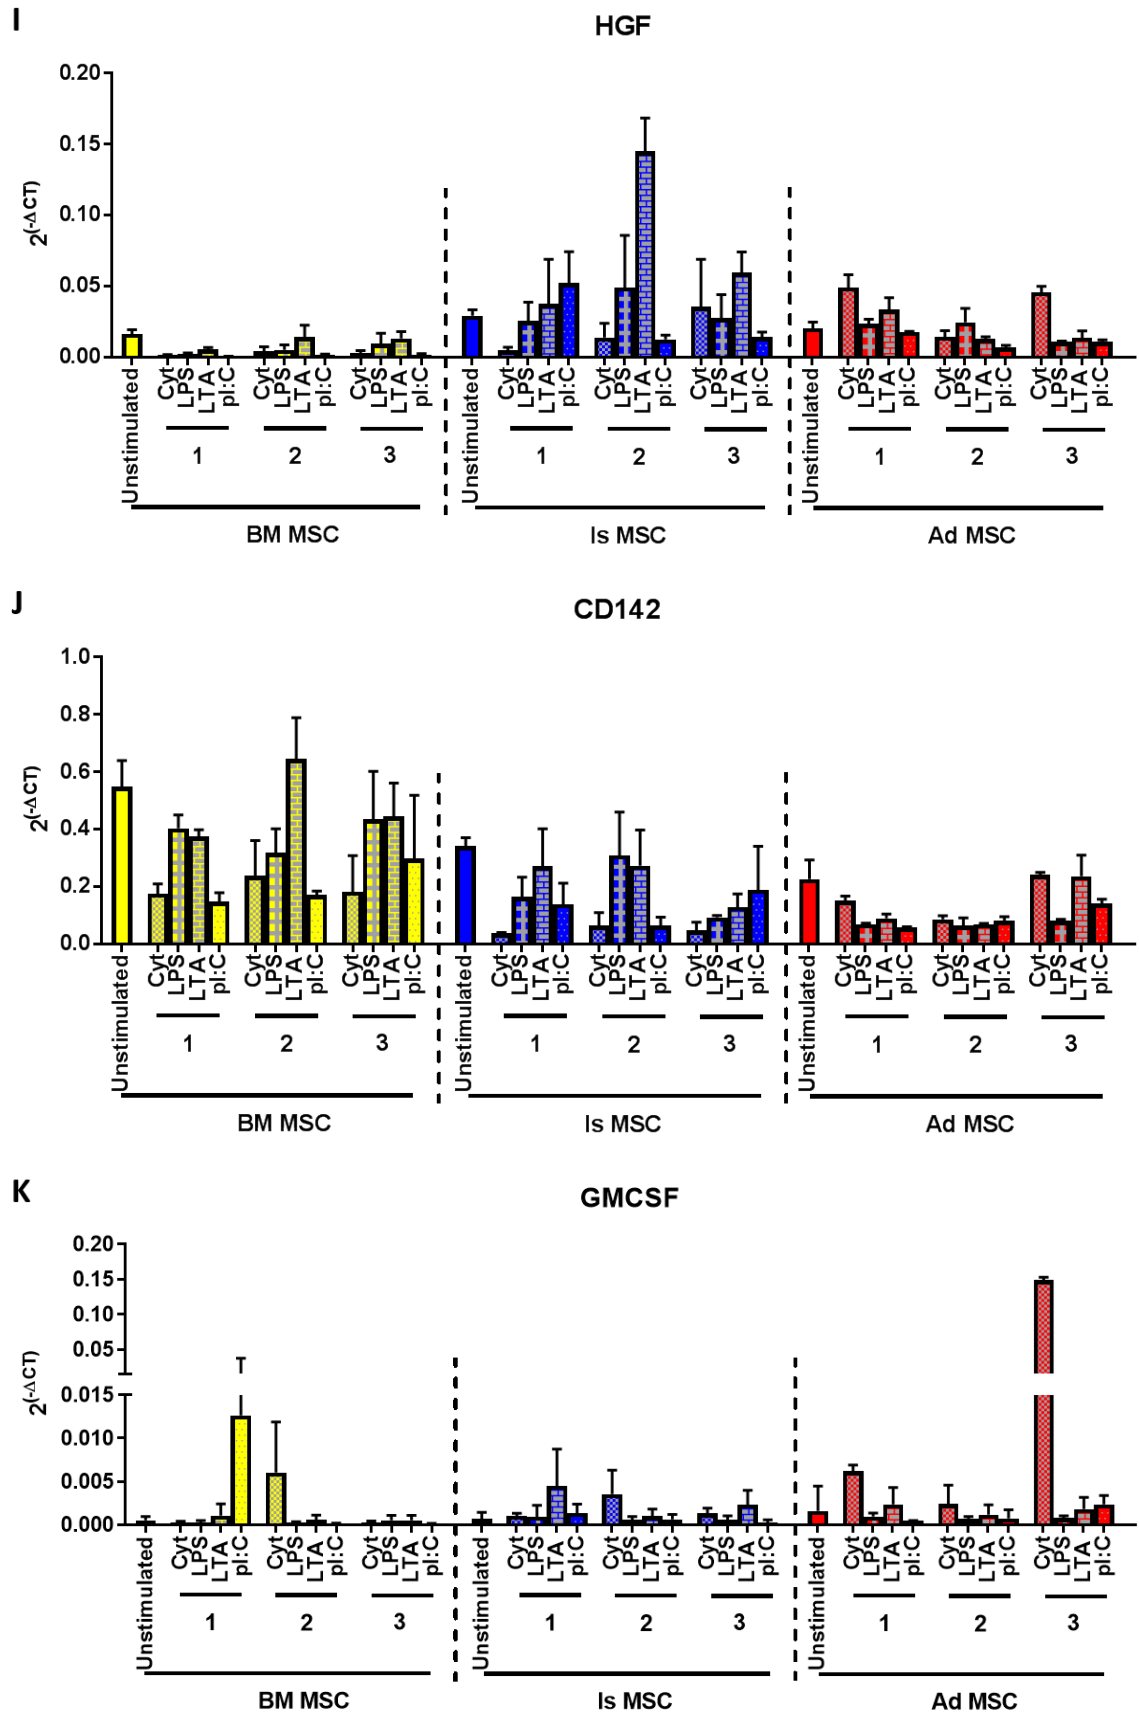 I
HGF
2(-ΔCT)
0.20
0.15
0.10
0.05
0.00
Unstimulated Cyt LPS LTA pI:C Cyt LPS LTA pI:C Cyt LPS LTA pI:C Unstimulated Cyt LPS LTA pI:C Cyt LPS LTA pI:C Cyt LPS LTA pI:C Unstimulated Cyt LPS LTA pI:C Cyt LPS LTA pI:C Cyt LPS LTA pI:C
1 2 3 1 2 3 1 2 3
BM MSC Is MSC Ad MSC
J
CD142
2(-ΔCT)
1.0
0.8
0.6
0.4
0.2
0.0
Unstimulated Cyt LPS LTA pI:C Cyt LPS LTA pI:C Cyt LPS LTA pI:C Unstimulated Cyt LPS LTA pI:C Cyt LPS LTA pI:C Cyt LPS LTA pI:C Unstimulated Cyt LPS LTA pI:C Cyt LPS LTA pI:C Cyt LPS LTA pI:C
1 2 3 1 2 3 1 2 3
BM MSC Is MSC Ad MSC
K
GMCSF
2(-ΔCT)
0.20
0.15
0.10
0.05
0.015
0.010
0.005
0.000
Unstimulated Cyt LPS LTA pI:C Cyt LPS LTA pI:C Cyt LPS LTA pI:C Unstimulated Cyt LPS LTA pI:C Cyt LPS LTA pI:C Cyt LPS LTA pI:C Unstimulated Cyt LPS LTA pI:C Cyt LPS LTA pI:C Cyt LPS LTA pI:C
1 2 3 1 2 3 1 2 3
BM MSC Is MSC Ad MSC